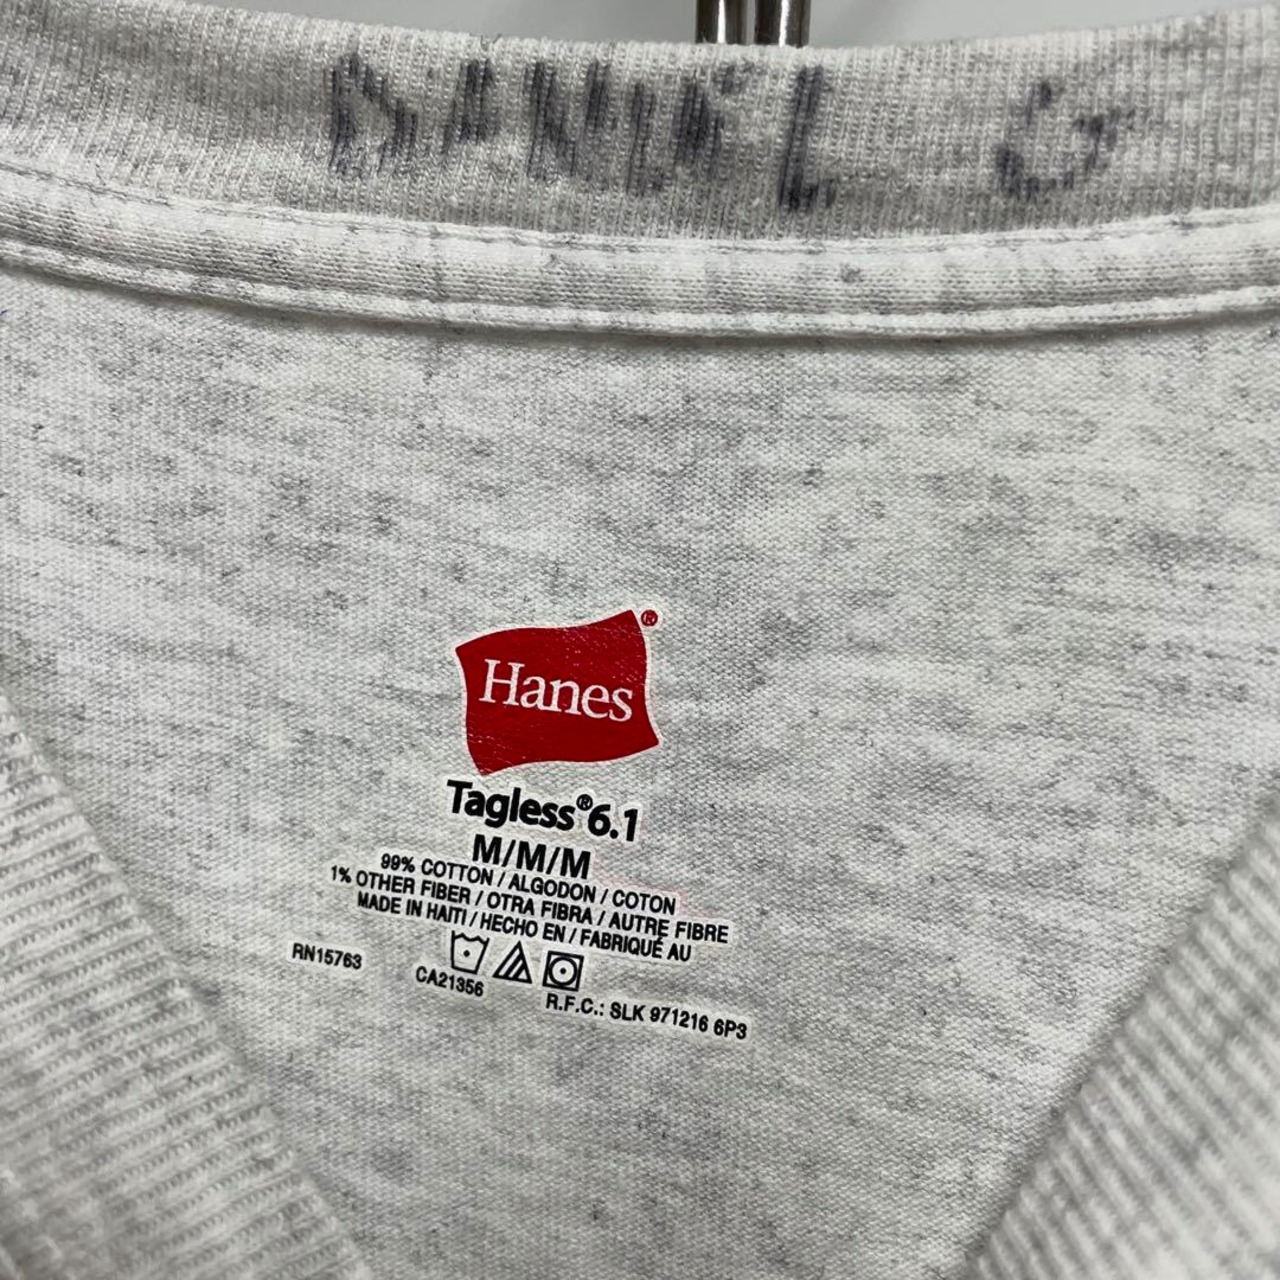 DANIEL G
Hanes®
Tagless®6.1
M/M/M
99% COTTON / ALGODON / COTON
1% OTHER FIBER / OTRA FIBRA / AUTRE FIBRE
MADE IN HAITI / HECHO EN / FABRIQUÉ AU
RN15763
CA21356
R.F.C.: SLK 971216 6P3